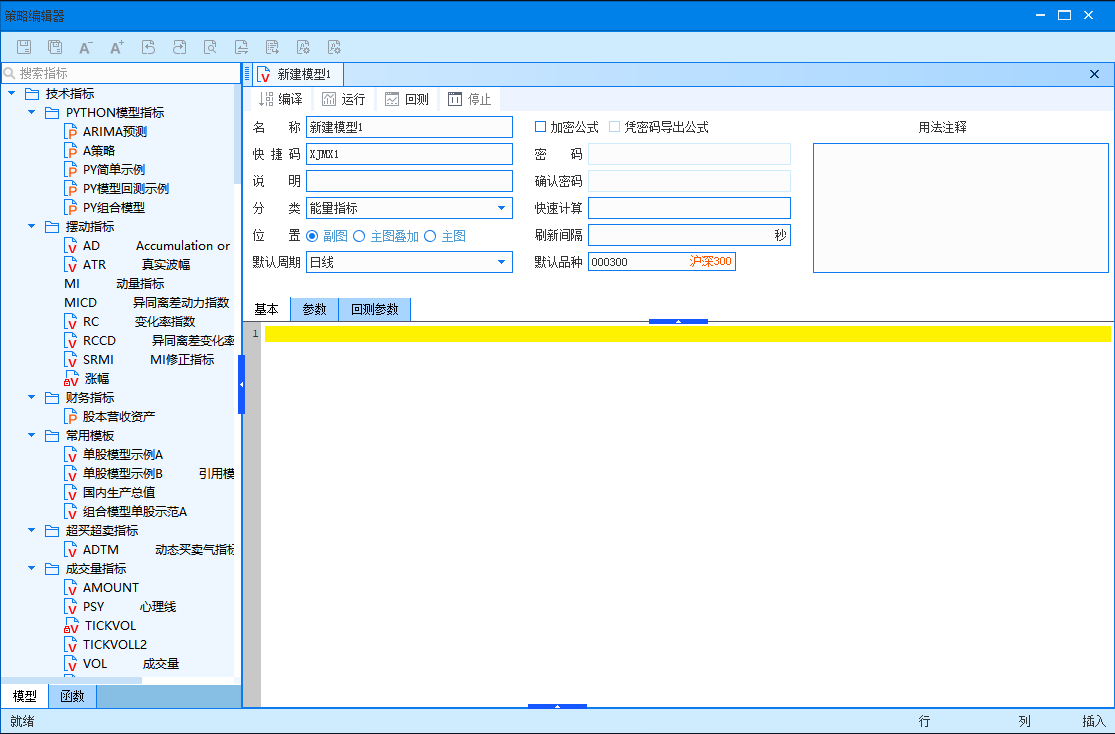 策略编辑器
A- A+
搜索指标
新建模型1
技术指标
PYTHON模型指标
ARIMA预测
A策略
PY简单示例
PY模型回测示例
PY组合模型
摆动指标
AD Accumulation or
ATR 真实波幅
MI 动量指标
MICD 异同离差动力指数
RC 变化率指数
RCCD 异同离差变化率
SRMI MI修正指标
涨幅
财务指标
股本营收资产
常用模板
单股模型示例A
单股模型示例B 引用模
国内生产总值
组合模型单股示范A
超买超卖指标
ADTM 动态买卖气指标
成交量指标
AMOUNT
PSY 心理线
TICKVOL
TICKVOLL2
VOL 成交量
模型 函数
编译 运行 回测 停止
名 称 新建模型1
快 捷 码 XJMX1
说 明
分 类 能量指标
位 置 副图 主图叠加 主图
默认周期 日线
加密公式 凭密码导出公式
密 码
确认密码
快速计算
刷新间隔 秒
默认品种 000300 沪深300
用法注释
基本 参数 回测参数
1
就绪 行 列 插入